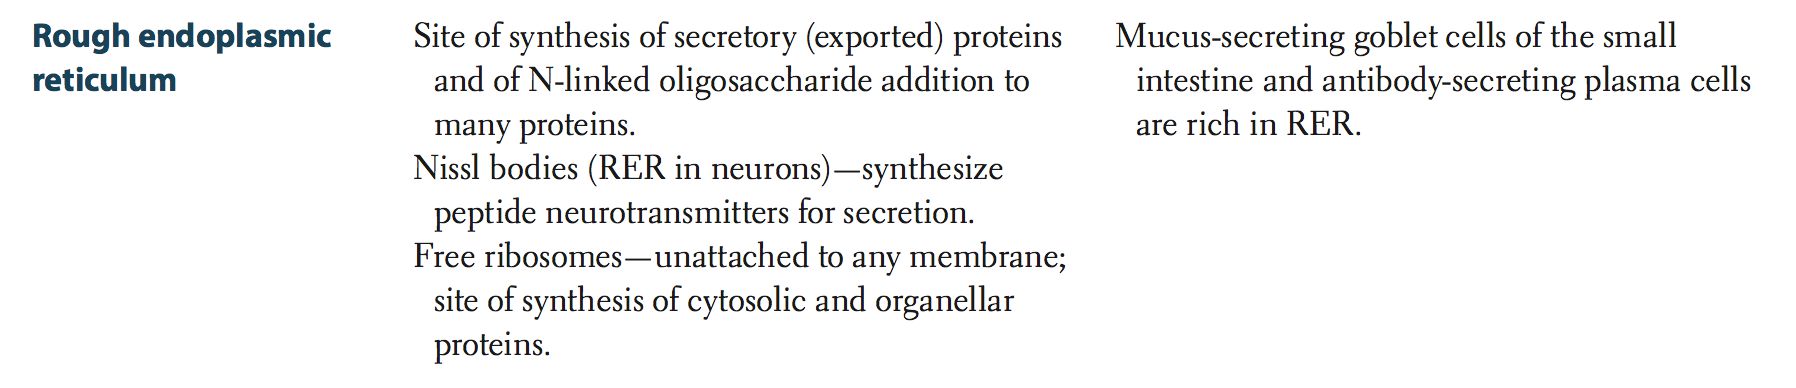 Rough endoplasmic
reticulum
Site of synthesis of secretory (exported) proteins
and of N-linked oligosaccharide addition to
many proteins.
Nissl bodies (RER in neurons)—synthesize
peptide neurotransmitters for secretion.
Free ribosomes—unattached to any membrane;
site of synthesis of cytosolic and organellar
proteins.
Mucus-secreting goblet cells of the small
intestine and antibody-secreting plasma cells
are rich in RER.